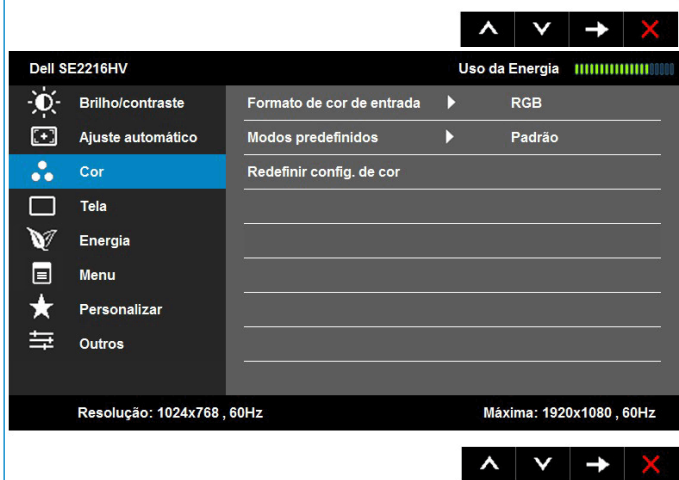 Dell SE2216HV Uso da Energia
Brilho/contraste Formato de cor de entrada RGB
Ajuste automático Modos predefinidos Padrão
Cor Redefinir config. de cor
Tela
Energia
Menu
Personalizar
Outros
Resolução: 1024x768 , 60Hz Máxima: 1920x1080 , 60Hz